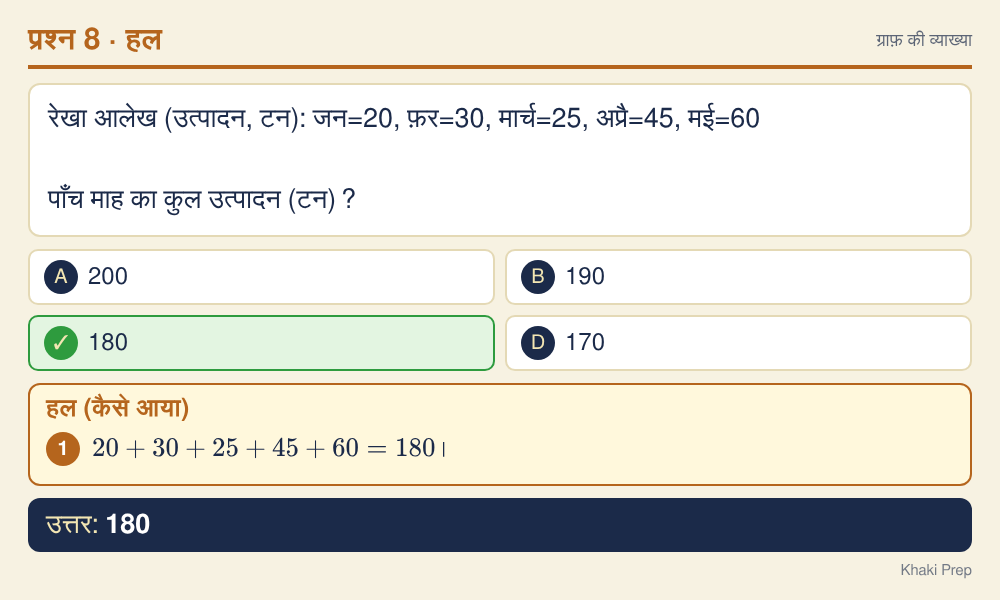 प्रश्न 8 · हल
ग्राफ़ की व्याख्या
रेखा आलेख (उत्पादन, टन): जन=20, फ़र=30, मार्च=25, अप्रै=45, मई=60
पाँच माह का कुल उत्पादन (टन) ?
A 200
B 190
✓ 180
D 170
हल (कैसे आया)
1 20 + 30 + 25 + 45 + 60 = 180।
उत्तर: 180
Khaki Prep